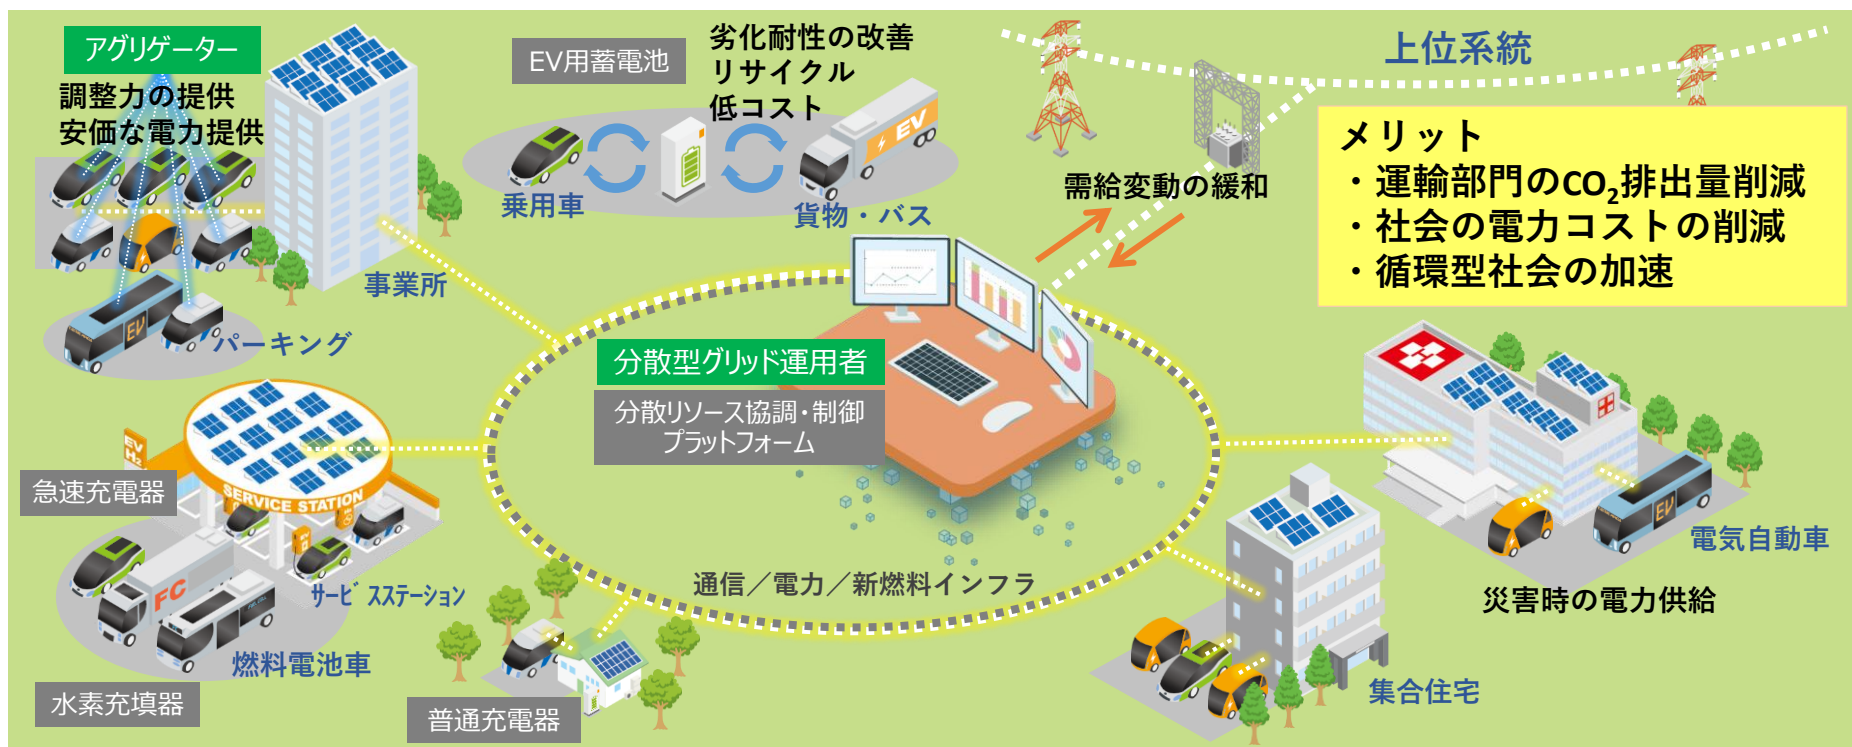 アグリゲーター
調整力の提供
安価な電力提供
EV用蓄電池
劣化耐性の改善
リサイクル
低コスト
上位系統
EV
乗用車
貨物・バス
需給変動の緩和
メリット
・運輸部門のCO₂排出量削減
・社会の電力コストの削減
・循環型社会の加速
事業所
EV
パーキング
分散型グリッド運用者
分散リソース協調・制御
プラットフォーム
EV
H2
急速充電器
SERVICE STATION
FC
サービスステーション
燃料電池車
水素充填器
普通充電器
通信／電力／新燃料インフラ
EV
電気自動車
災害時の電力供給
集合住宅